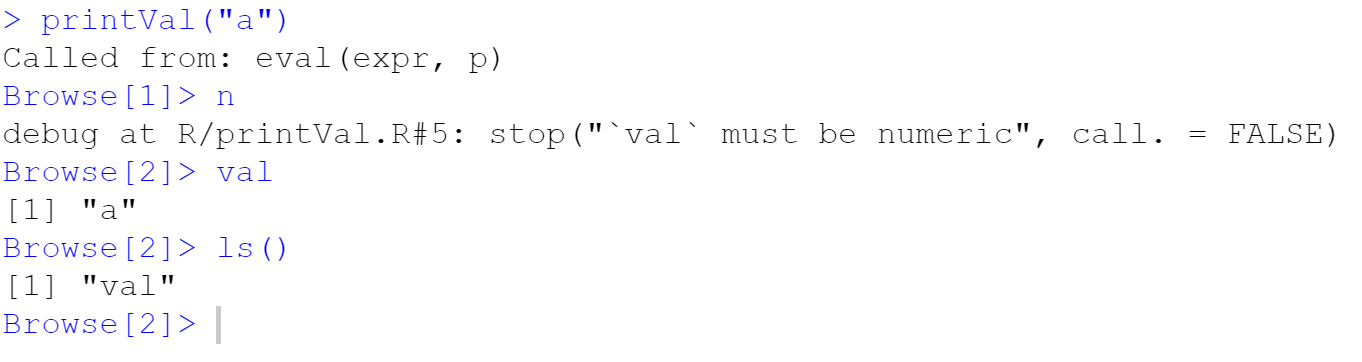 > printVal("a")
Called from: eval(expr, p)
Browse[1]> n
debug at R/printVal.R#5: stop("`val` must be numeric", call. = FALSE)
Browse[2]> val
[1] "a"
Browse[2]> ls()
[1] "val"
Browse[2]>